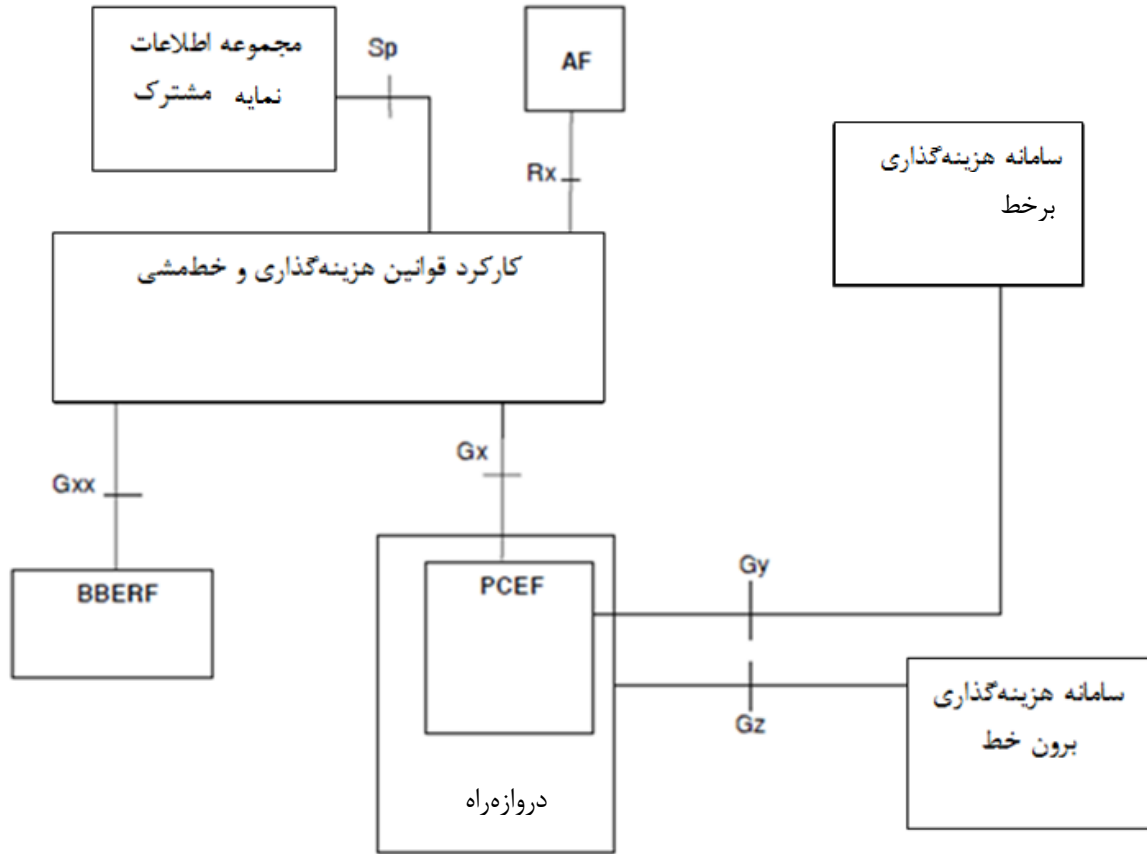 مجموعه اطلاعات
نمایه مشترک
Sp
AF
Rx
سامانه هزینه‌گذاری
برخط
کارکرد قوانین هزینه‌گذاری و خط‌مشی
Gxx
Gx
BBERF
PCEF
Gy
Gz
سامانه هزینه‌گذاری
برون خط
دروازه‌راه